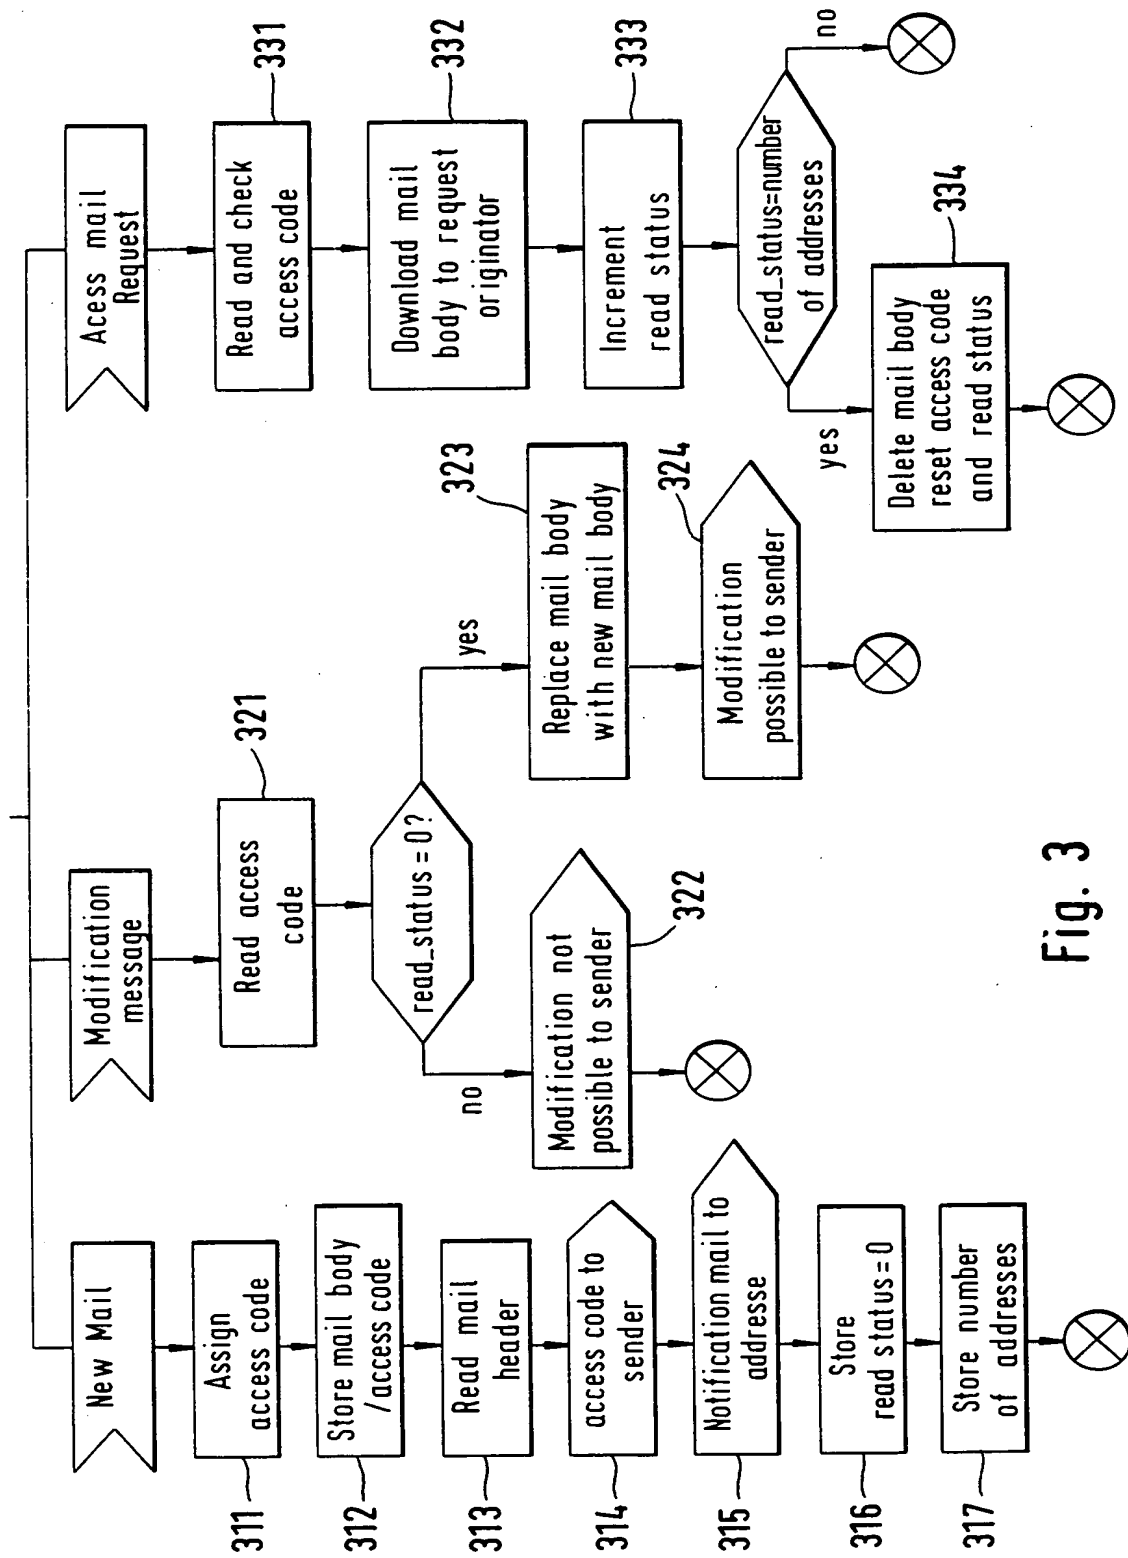 New Mail
Assign
access code
311
Store mail body
/access code
312
Read mail
header
313
access code to
sender
314
Notification mail to
addresse
315
Store
read status=0
316
Store number
of addresses
317
Modification
message
Read access
code
321
read_status = 0?
no
yes
Modification not
possible to sender
322
Replace mail body
with new mail body
323
Modification
possible to sender
324
Acess mail
Request
Read and check
access code
331
Download mail
body to request
originator
332
Increment
read status
333
read_status=number
of addresses
no
yes
Delete mail body
reset access code
and read status
334
Fig. 3